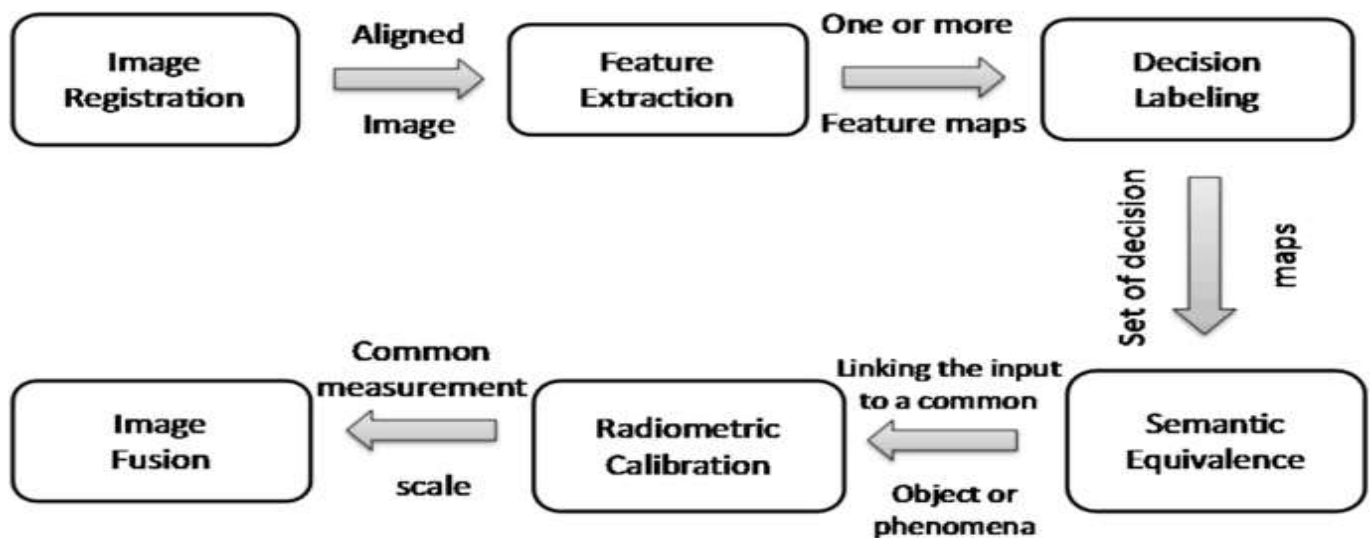 Image
Registration
Aligned
Image
Feature
Extraction
One or more
Feature maps
Decision
Labeling
Set of decision
maps
Semantic
Equivalence
Linking the input
to a common
Object or
phenomena
Radiometric
Calibration
Common
measurement
scale
Image
Fusion